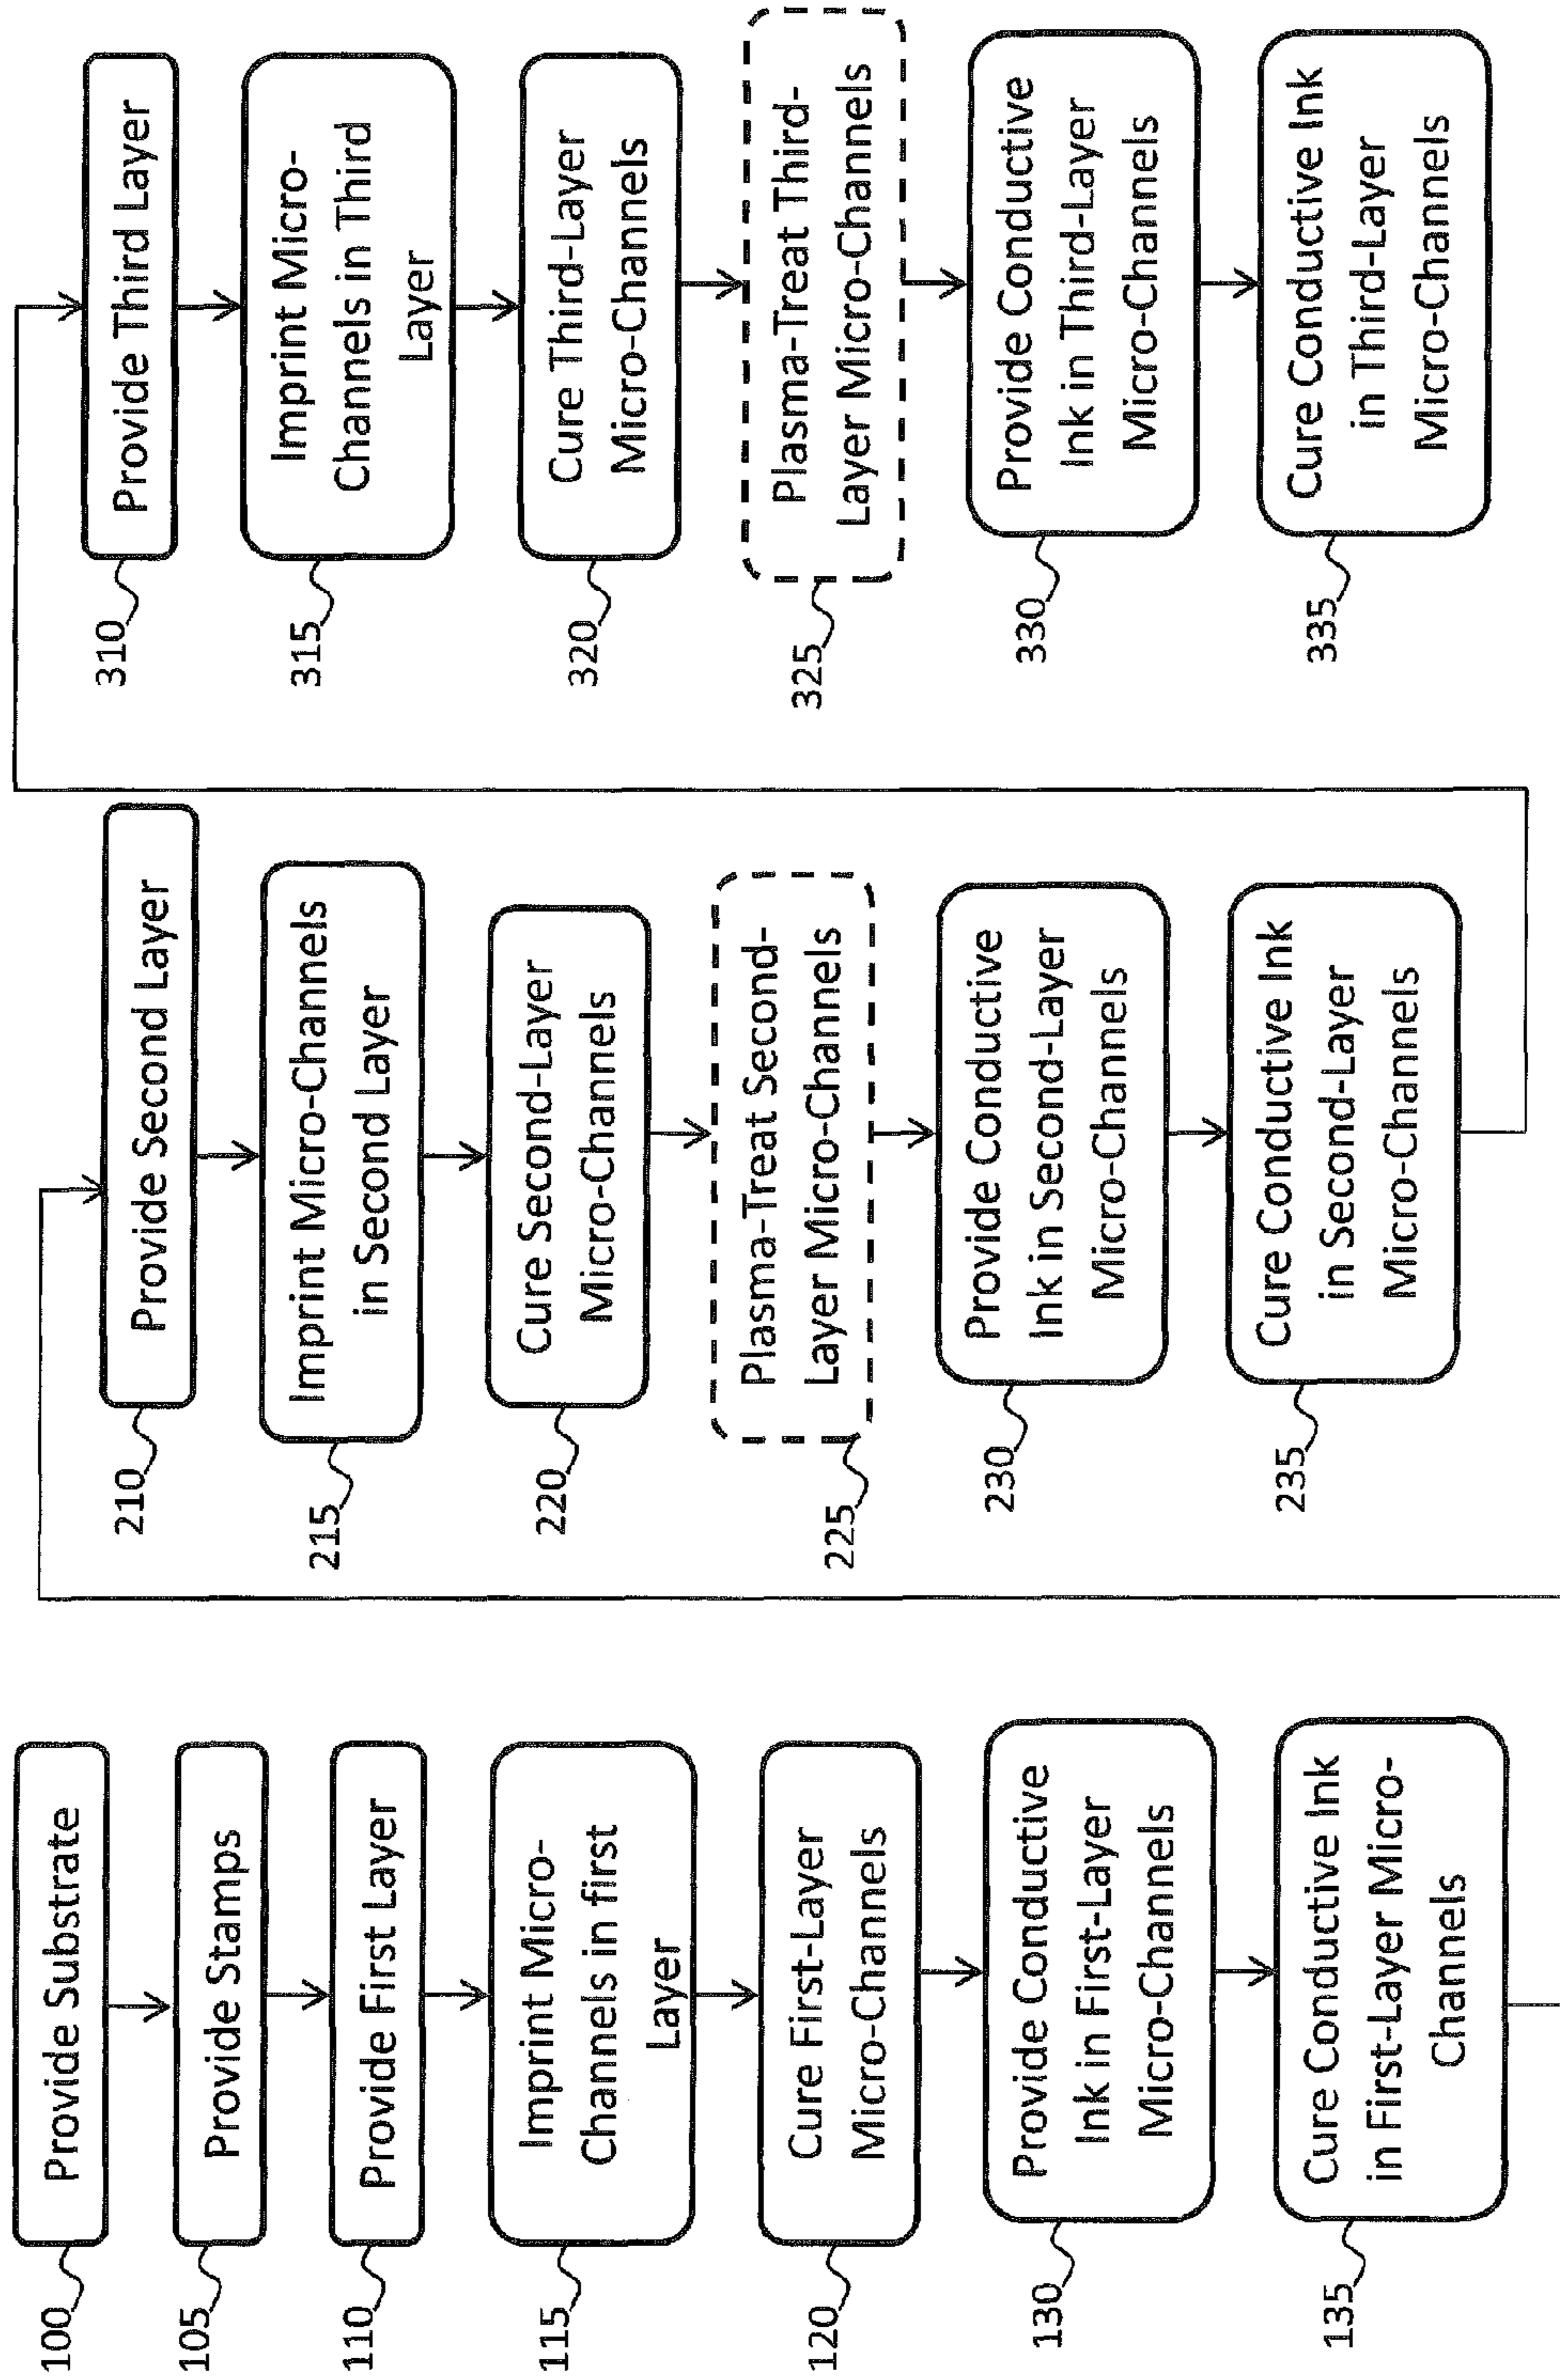 100
Provide Substrate
105
Provide Stamps
110
Provide First Layer
115
Imprint Micro-
Channels in first
Layer
120
Cure First-Layer
Micro-Channels
130
Provide Conductive
Ink in First-Layer
Micro-Channels
135
Cure Conductive Ink
in First-Layer Micro-
Channels
210
Provide Second Layer
215
Imprint Micro-Channels
in Second Layer
220
Cure Second-Layer
Micro-Channels
225
Plasma-Treat Second-
Layer Micro-Channels
230
Provide Conductive
Ink in Second-Layer
Micro-Channels
235
Cure Conductive Ink
in Second-Layer
Micro-Channels
310
Provide Third Layer
315
Imprint Micro-
Channels in Third
Layer
320
Cure Third-Layer
Micro-Channels
325
Plasma-Treat Third-
Layer Micro-Channels
330
Provide Conductive
Ink in Third-Layer
Micro-Channels
335
Cure Conductive Ink
in Third-Layer
Micro-Channels